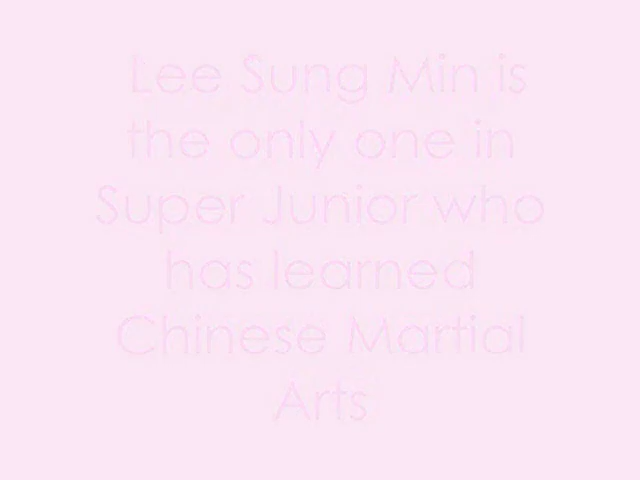 Lee Sung Min is
the only one in
Super Junior who
has learned
Chinese Martial
Arts